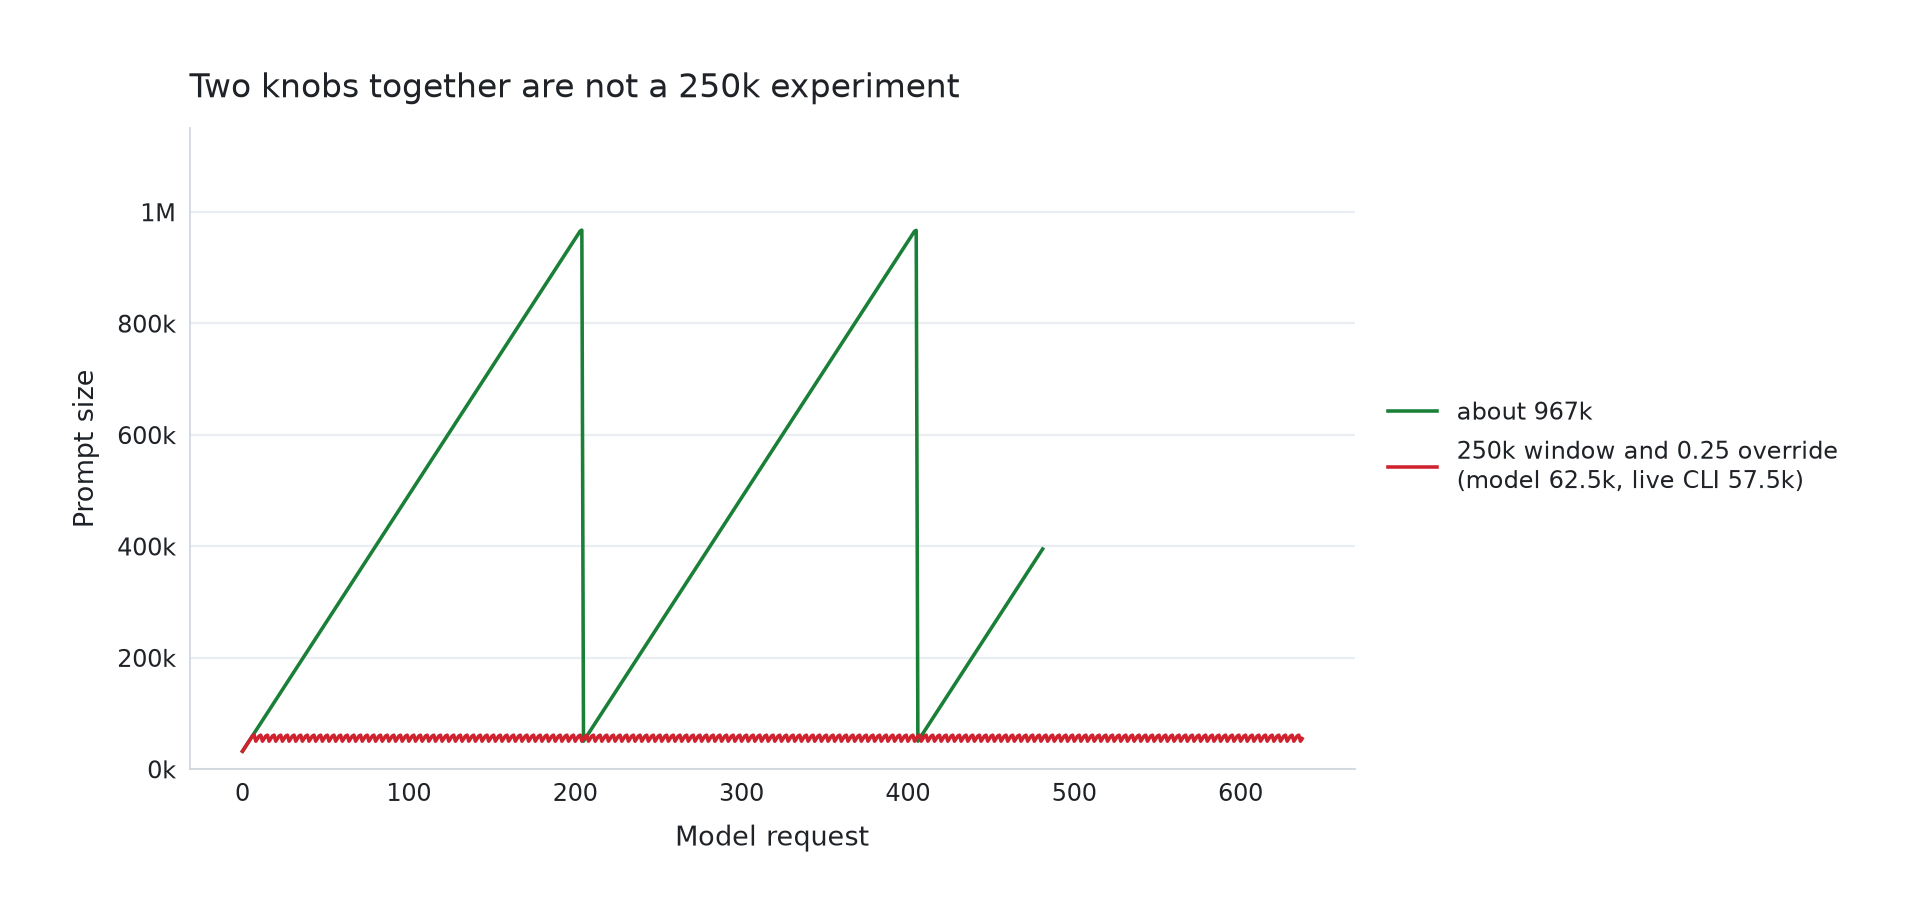 Two knobs together are not a 250k experiment
1M
800k
600k
400k
200k
0k
Prompt size
0
100
200
300
400
500
600
Model request
about 967k
250k window and 0.25 override
(model 62.5k, live CLI 57.5k)